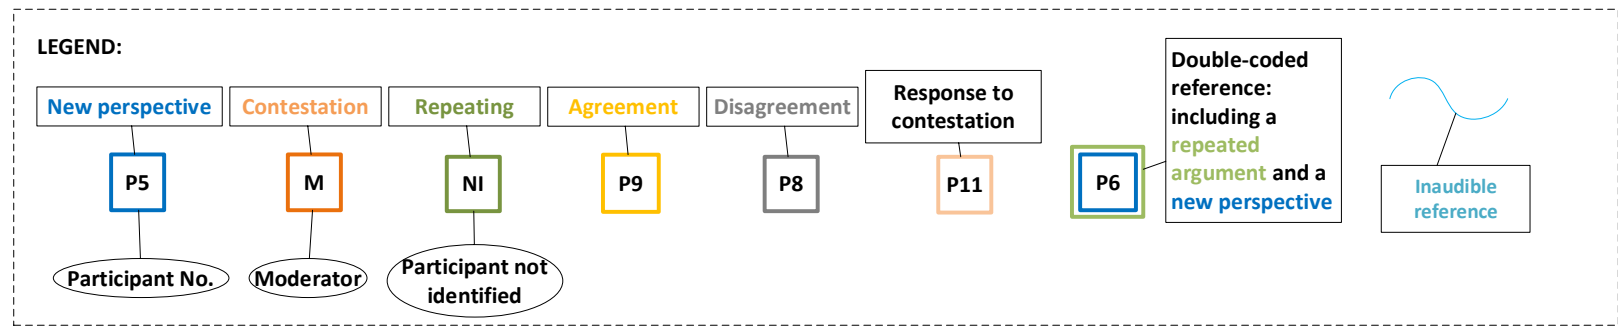 LEGEND:
New perspective
Contestation
Repeating
Agreement
Disagreement
Response to
contestation
Double-coded
reference:
including a
repeated
argument and a
new perspective
P5
M
NI
P9
P8
P11
P6
Inaudible
reference
Participant No.
Moderator
Participant not
identified